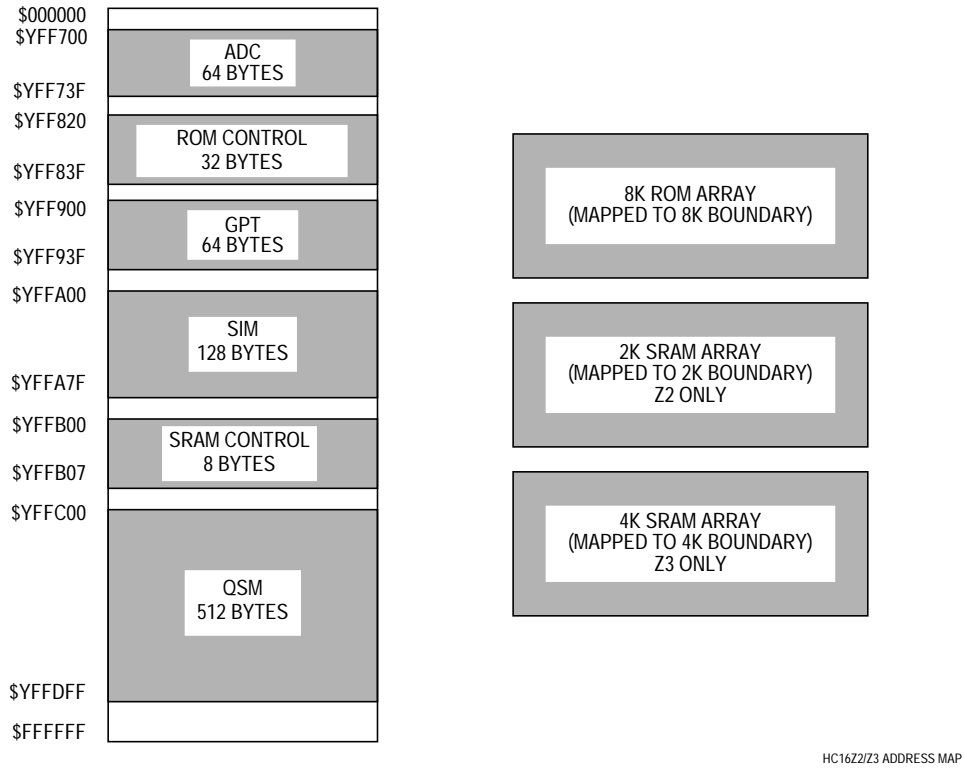 $000000
$YFF700
ADC
64 BYTES
$YFF73F
$YFF820
ROM CONTROL
32 BYTES
$YFF83F
$YFF900
GPT
64 BYTES
$YFF93F
$YFFA00
SIM
128 BYTES
$YFFA7F
$YFFB00
SRAM CONTROL
8 BYTES
$YFFB07
$YFFC00
QSM
512 BYTES
$YFFDFF
$FFFFFF
8K ROM ARRAY
(MAPPED TO 8K BOUNDARY)
2K SRAM ARRAY
(MAPPED TO 2K BOUNDARY)
Z2 ONLY
4K SRAM ARRAY
(MAPPED TO 4K BOUNDARY)
Z3 ONLY
HC16Z2/Z3 ADDRESS MAP